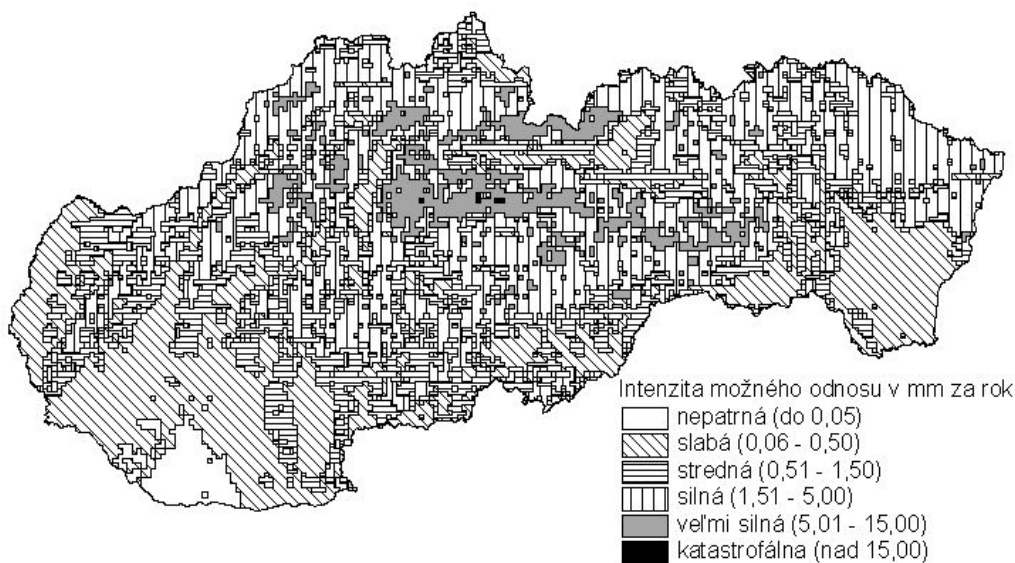 Intenzita možného odnosu v mm za rok
nepatrná (do 0,05)
slabá (0,06 - 0,50)
stredná (0,51 - 1,50)
silná (1,51 - 5,00)
veľmi silná (5,01 - 15,00)
katastrofálna (nad 15,00)